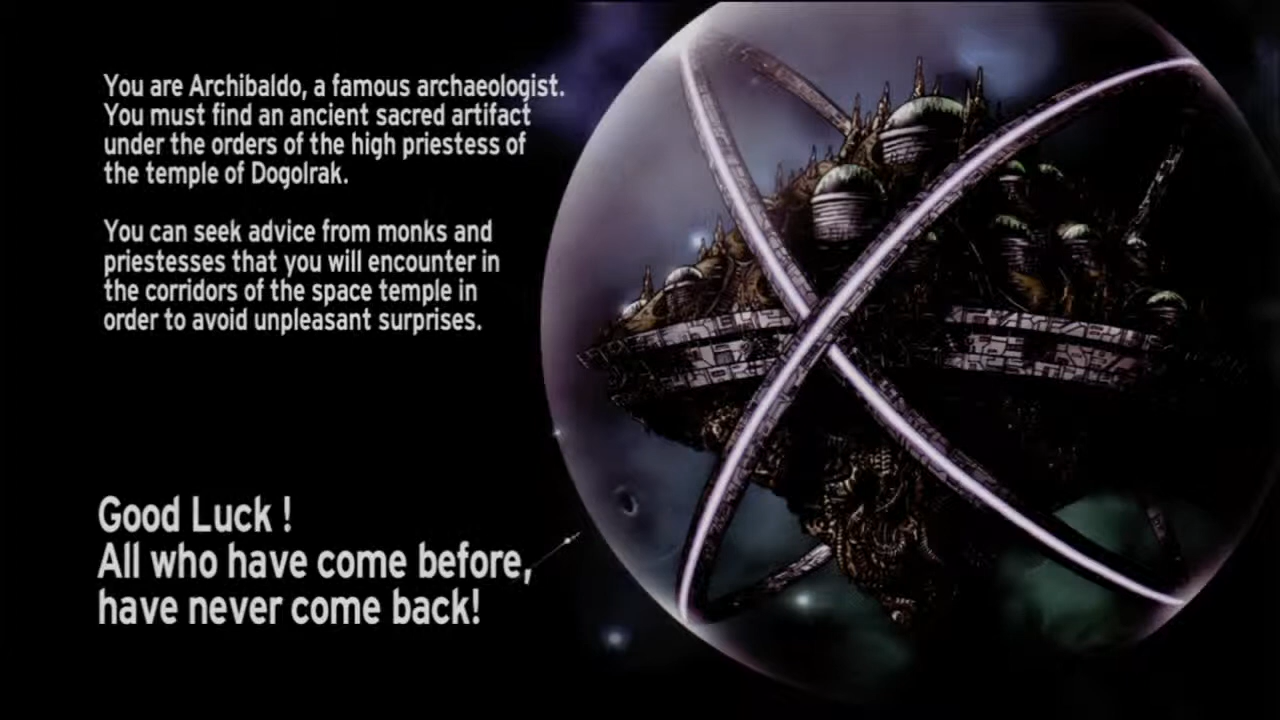 You are Archibaldo, a famous archaeologist.
You must find an ancient sacred artifact
under the orders of the high priestess of
the temple of Dogolrak.
You can seek advice from monks and
priestesses that you will encounter in
the corridors of the space temple in
order to avoid unpleasant surprises.
Good Luck !
All who have come before,
have never come back!